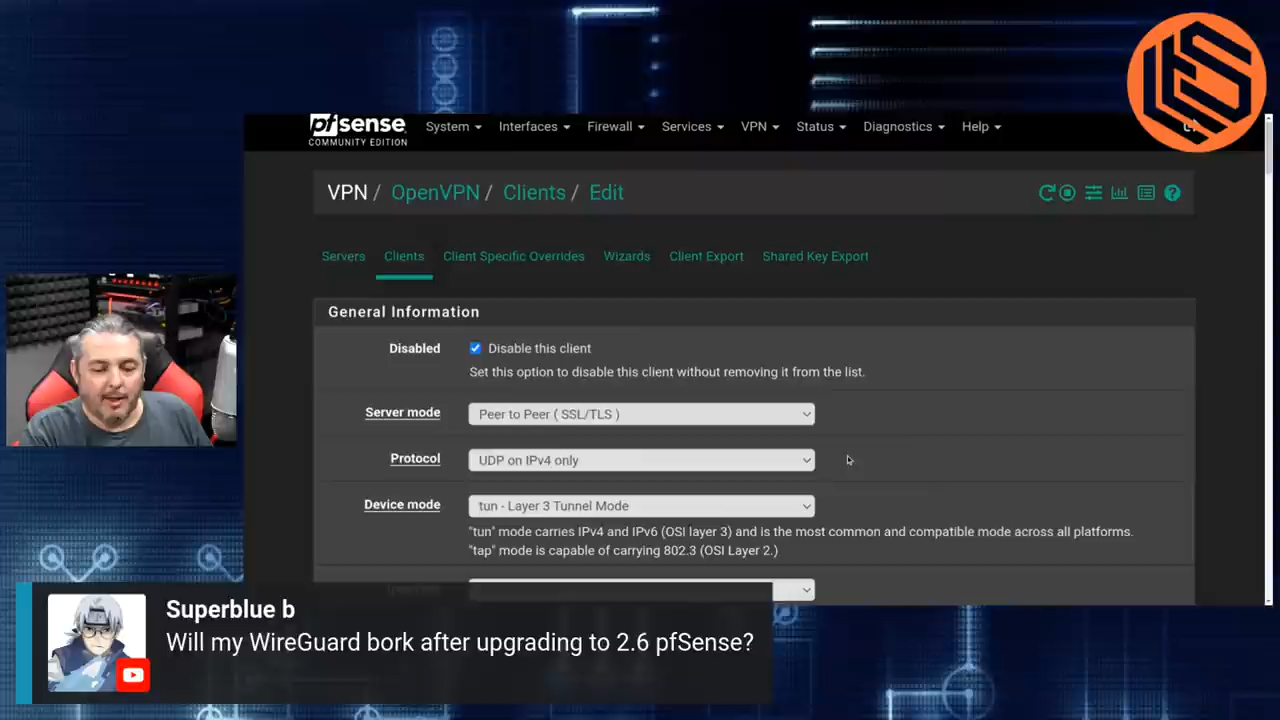 pfsense
COMMUNITY EDITION
System Interfaces Firewall Services VPN Status Diagnostics Help
VPN / OpenVPN / Clients / Edit
Servers Clients Client Specific Overrides Wizards Client Export Shared Key Export
General Information
Disabled Disable this client
Set this option to disable this client without removing it from the list.
Server mode Peer to Peer ( SSL/TLS )
Protocol UDP on IPv4 only
Device mode tun - Layer 3 Tunnel Mode
"tun" mode carries IPv4 and IPv6 (OSI layer 3) and is the most common and compatible mode across all platforms.
"tap" mode is capable of carrying 802.3 (OSI Layer 2.)
Superblue b
Will my WireGuard bork after upgrading to 2.6 pfSense?